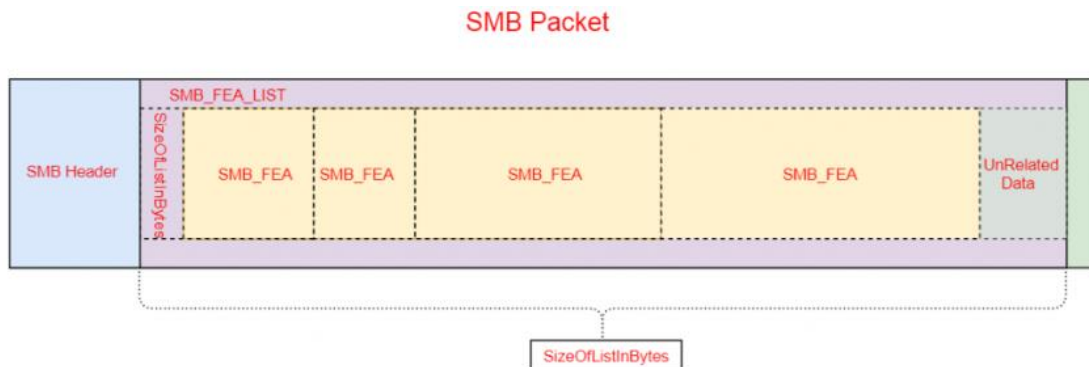 SMB Packet
SMB Header
SMB_FEA_LIST
SizeOfListInBytes
SMB_FEA
SMB_FEA
SMB_FEA
SMB_FEA
UnRelated
Data
SizeOfListInBytes